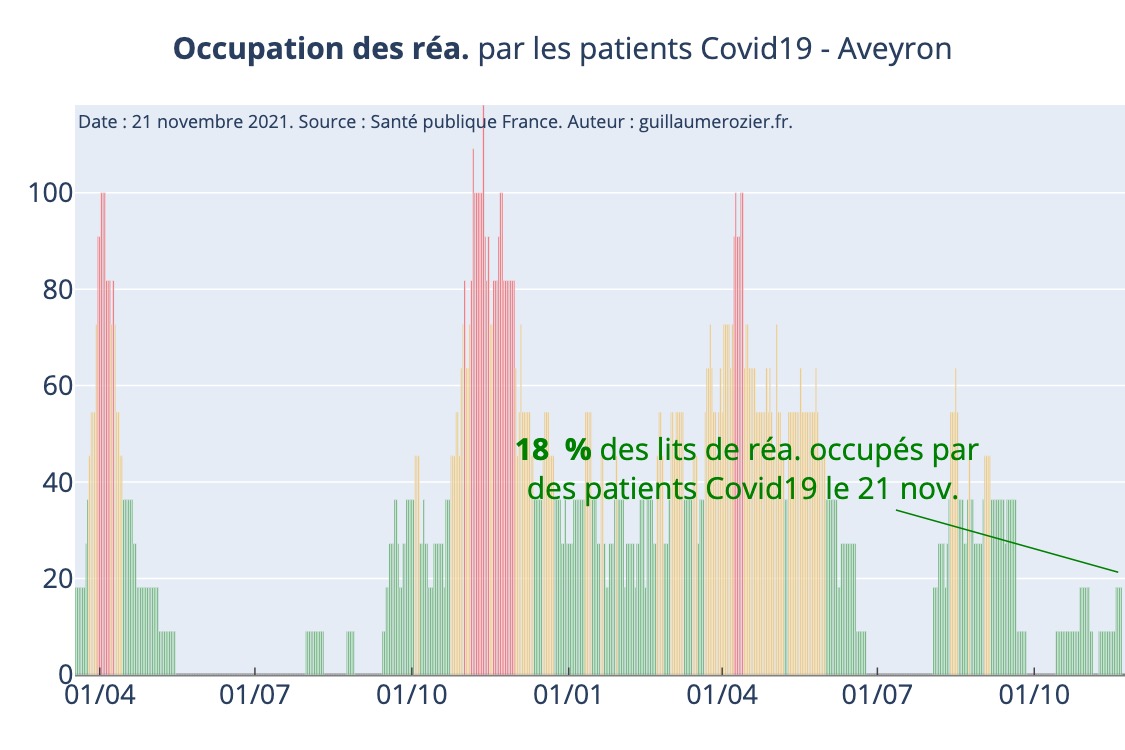 Occupation des réa. par les patients Covid19 - Aveyron
Date : 21 novembre 2021. Source : Santé publique France. Auteur : guillaumerozier.fr.
100
80
60
18 % des lits de réa. occupés par
40
des patients Covid19 le 21 nov.
20
0
01/04 01/07 01/10 01/01 01/04 01/07 01/10